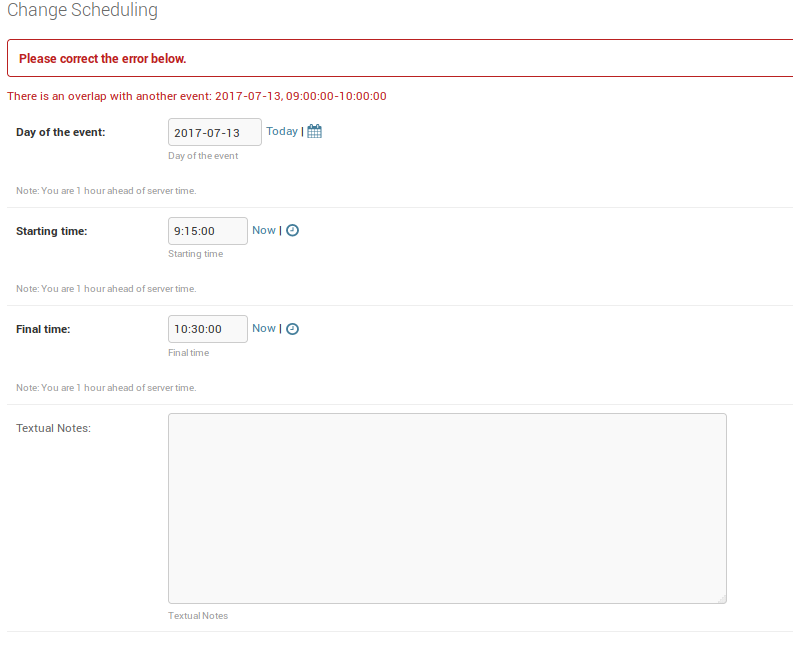 Change Scheduling
Please correct the error below.
There is an overlap with another event: 2017-07-13, 09:00:00-10:00:00
Day of the event: 2017-07-13 Today |
Day of the event
Note: You are 1 hour ahead of server time.
Starting time: 9:15:00 Now |
Starting time
Note: You are 1 hour ahead of server time.
Final time: 10:30:00 Now |
Final time
Note: You are 1 hour ahead of server time.
Textual Notes:
Textual Notes